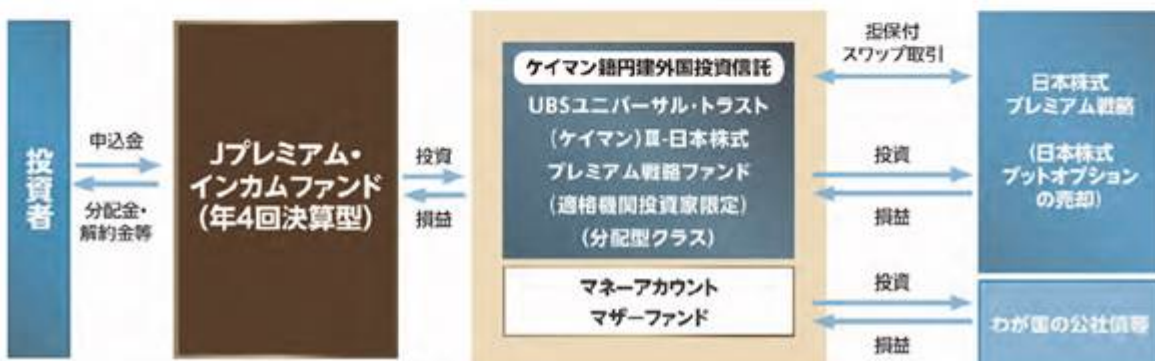 投資者
申込金
分配金・
解約金等
Jプレミアム・
インカムファンド
(年4回決算型)
投資
損益
ケイマン籍円建外国投資信託
UBSユニバーサル・トラスト
(ケイマン)Ⅲ-日本株式
プレミアム戦略ファンド
(適格機関投資家限定)
(分配型クラス)
マネーアカウント
マザーファンド
担保付
スワップ取引
投資
損益
投資
損益
日本株式
プレミアム戦略
(日本株式
プットオプション
の売却)
わが国の公社債等